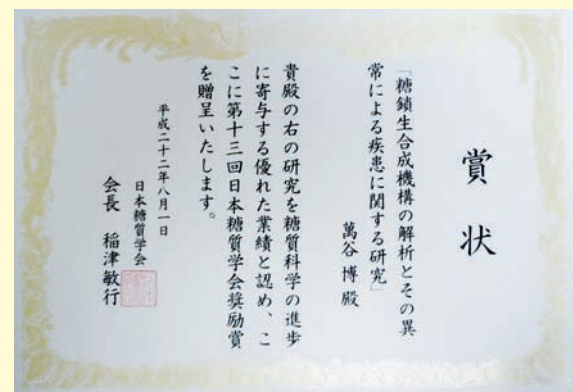 賞状
「糖鎖生合成機構の解析とその異
常による疾患に関する研究」
萬谷博殿
貴殿の右の研究を糖質科学の進歩
に寄与する優れた業績と認め、こ
こに第十三回日本糖質学会奨励賞
を贈呈いたします。
平成二十二年八月一日
日本糖質学会
会長 稲津敏行